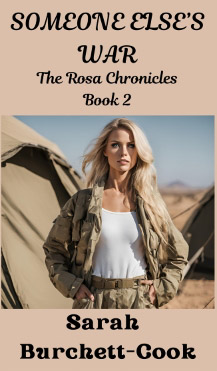 SOMEONE ELSE'S
WAR
The Rosa Chronicles
Book 2
Sarah
Burchett-Cook